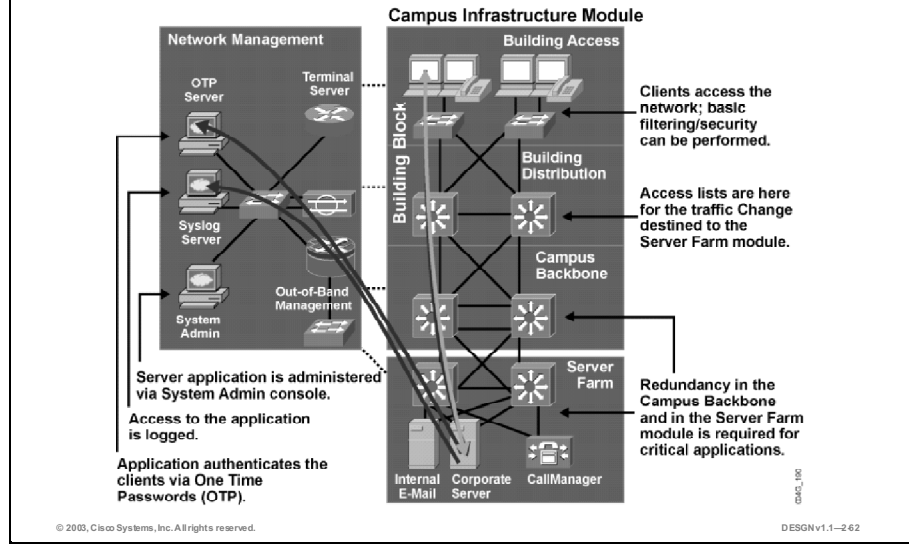 Campus Infrastructure Module
Network Management
OTP
Server
Terminal
Server
Syslog
Server
System
Admin
Out-of-Band
Management
Building Access
Building Block
Building
Distribution
Campus
Backbone
Server
Farm
Internal
E-Mail
Corporate
Server
CallManager
Clients access the
network; basic
filtering/security
can be performed.
Access lists are here
for the traffic Change
destined to the
Server Farm module.
Redundancy in the
Campus Backbone
and in the Server Farm
module is required for
critical applications.
Server application is administered
via System Admin console.
Access to the application
is logged.
Application authenticates the
clients via One Time
Passwords (OTP).
© 2003, Cisco Systems, Inc. All rights reserved.
DESGN v1.1—2-62